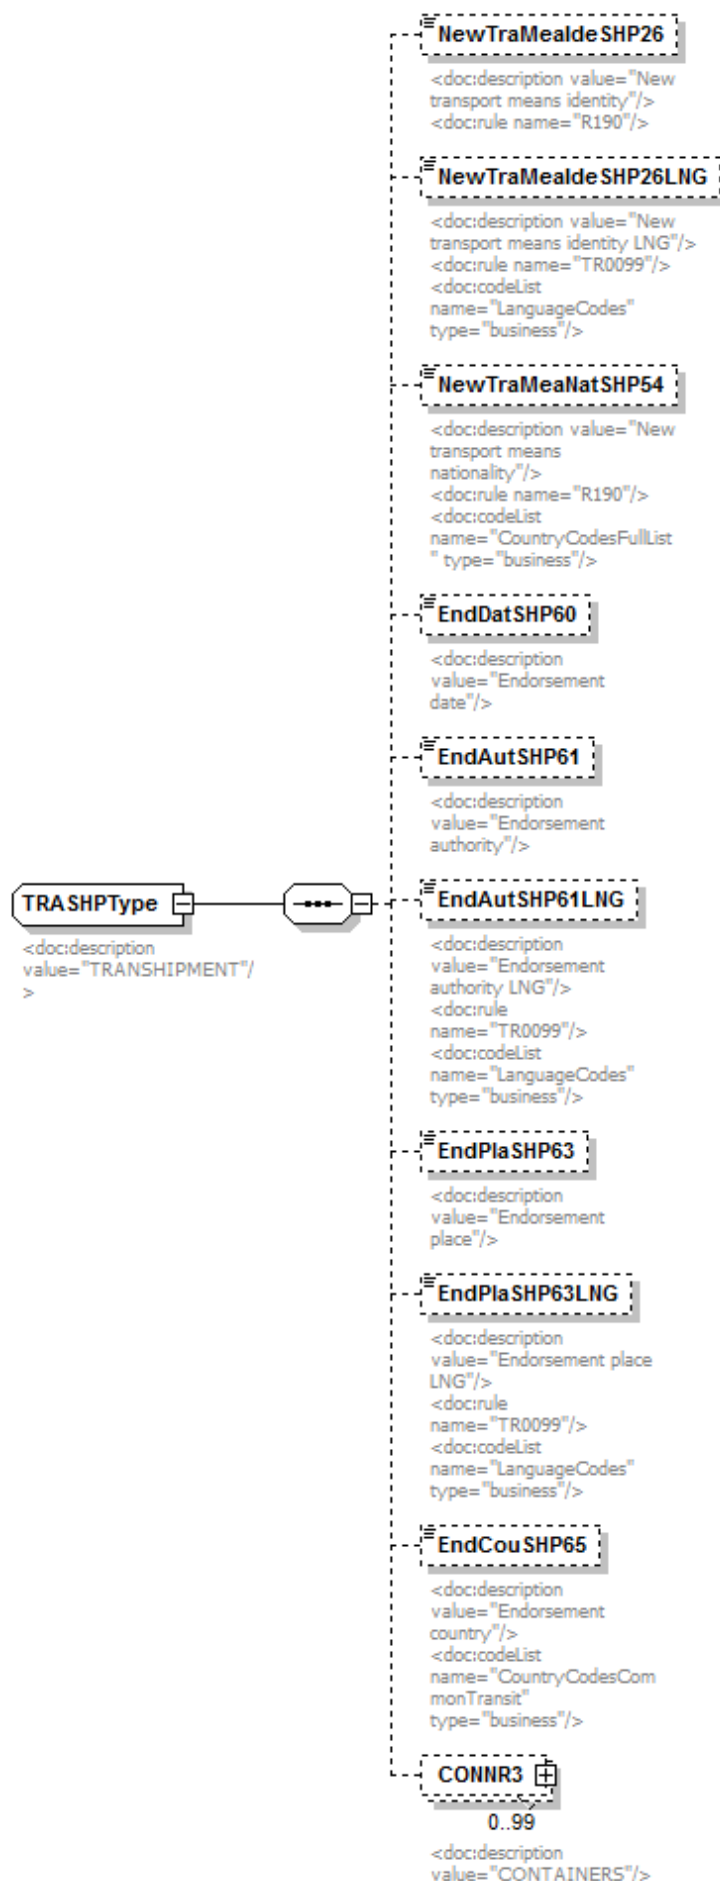 NewTraMeaIdeSHP26
<doc:description value="New
transport means identity"/>
<doc:rule name="R190"/>
NewTraMeaIdeSHP26LNG
<doc:description value="New
transport means identity LNG"/>
<doc:rule name="TR0099"/>
<doc:codeList
name="LanguageCodes"
type="business"/>
NewTraMeaNatSHP54
<doc:description value="New
transport means
nationality"/>
<doc:rule name="R190"/>
<doc:codeList
name="CountryCodesFullList
" type="business"/>
EndDatSHP60
<doc:description
value="Endorsement
date"/>
EndAutSHP61
<doc:description
value="Endorsement
authority"/>
TRASHPType
<doc:description
value="TRANSHIPMENT"/
>
EndAutSHP61LNG
<doc:description
value="Endorsement
authority LNG"/>
<doc:rule
name="TR0099"/>
<doc:codeList
name="LanguageCodes"
type="business"/>
EndPlaSHP63
<doc:description
value="Endorsement
place"/>
EndPlaSHP63LNG
<doc:description
value="Endorsement place
LNG"/>
<doc:rule
name="TR0099"/>
<doc:codeList
name="LanguageCodes"
type="business"/>
EndCouSHP65
<doc:description
value="Endorsement
country"/>
<doc:codeList
name="CountryCodesCom
monTransit"
type="business"/>
CONNR3
0..99
<doc:description
value="CONTAINERS"/>